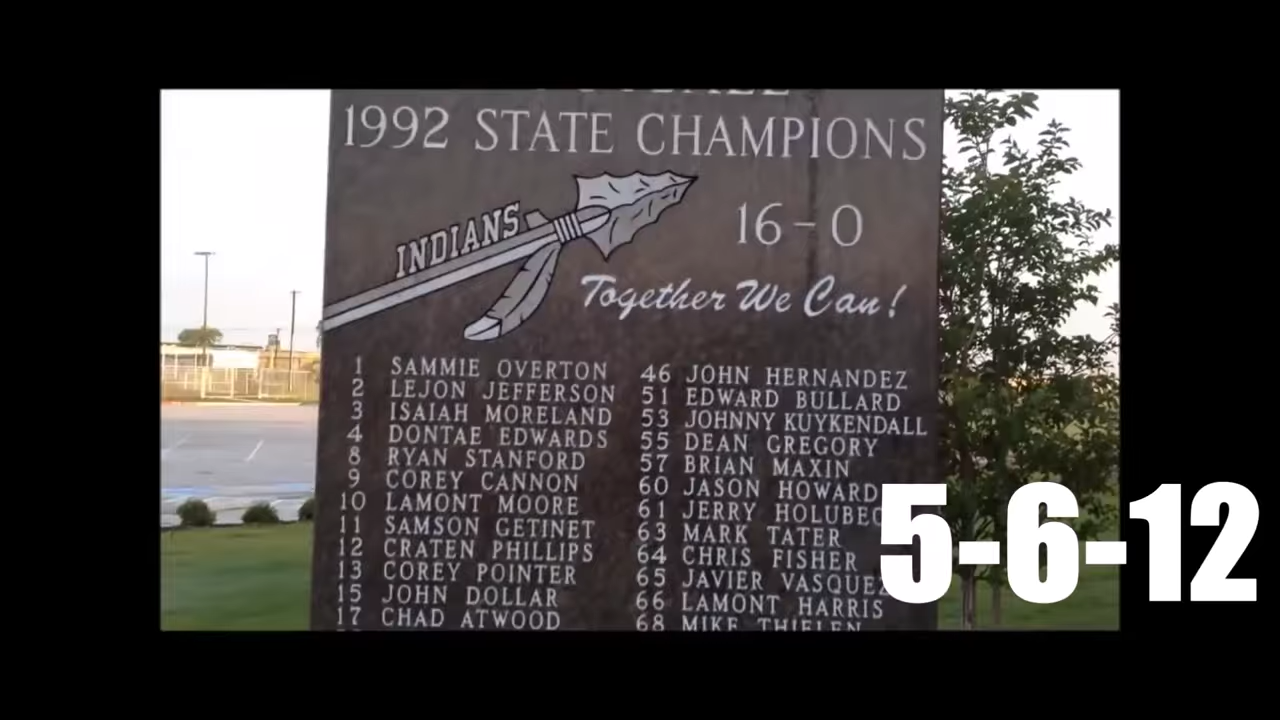 1992 STATE CHAMPIONS
INDIANS
16-0
Together We Can!
1 SAMMIE OVERTON
2 LEJON JEFFERSON
3 ISAIAH MORELAND
4 DONTAE EDWARDS
8 RYAN STANFORD
9 COREY CANNON
10 LAMONT MOORE
11 SAMSON GETINET
12 CRATEN PHILLIPS
13 COREY POINTER
15 JOHN DOLLAR
17 CHAD ATWOOD
46 JOHN HERNANDEZ
51 EDWARD BULLARD
53 JOHNNY KUYKENDALL
55 DEAN GREGORY
57 BRIAN MAXIN
60 JASON HOWARD
61 JERRY HOLUBEC
63 MARK TATER
64 CHRIS FISHER
65 JAVIER VASQUEZ
66 LAMONT HARRIS
68 MIKE THIELEN
5-6-12